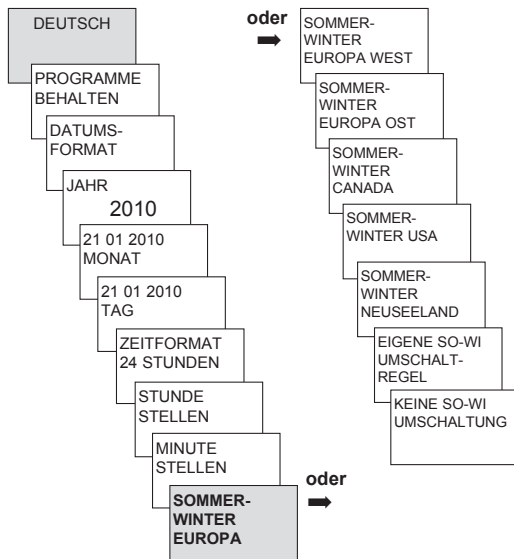 DEUTSCH
PROGRAMME
BEHALTEN
DATUMS-
FORMAT
JAHR
2010
21 01 2010
MONAT
21 01 2010
TAG
ZEITFORMAT
24 STUNDEN
STUNDE
STELLEN
MINUTE
STELLEN
SOMMER-
WINTER
EUROPA
oder
➡
oder
➡
SOMMER-
WINTER
EUROPA WEST
SOMMER-
WINTER
EUROPA OST
SOMMER-
WINTER
CANADA
SOMMER-
WINTER USA
SOMMER-
WINTER
NEUSEELAND
EIGENE SO-WI
UMSCHALT-
REGEL
KEINE SO-WI
UMSCHALTUNG